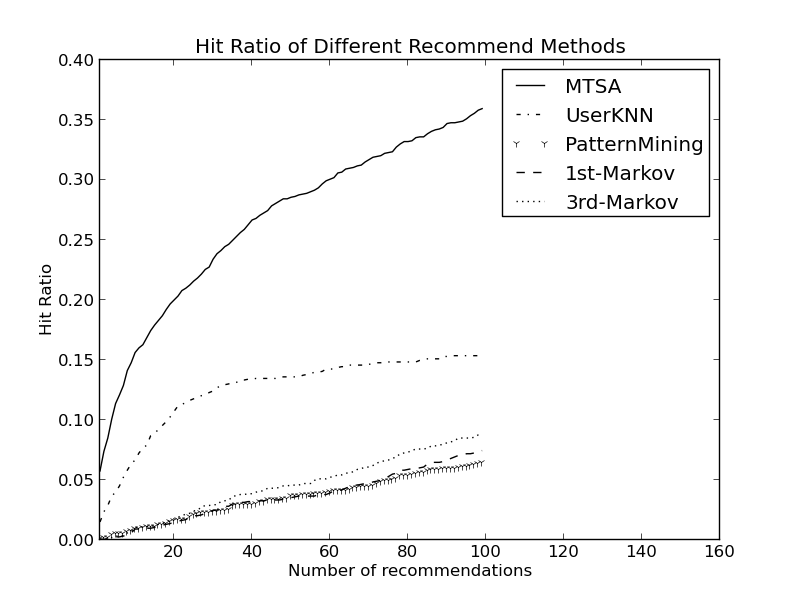 Hit Ratio of Different Recommend Methods
0.40
0.35
0.30
0.25
0.20
0.15
0.10
0.05
0.00
Hit Ratio
MTSA
UserKNN
PatternMining
1st-Markov
3rd-Markov
20 40 60 80 100 120 140 160
Number of recommendations